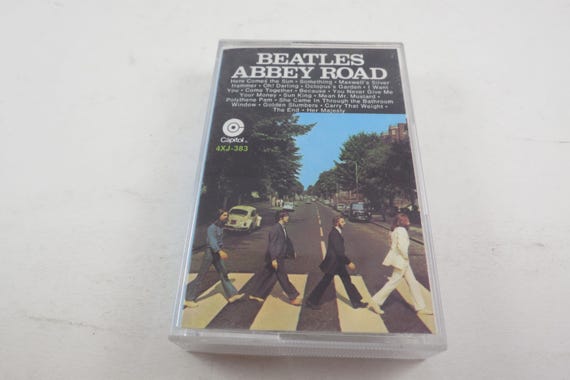 BEATLES
ABBEY ROAD
Here Comes the Sun • Something • Maxwell's Silver
Hammer • Oh! Darling • Octopus's Garden • I Want
You • Come Together • Because • You Never Give Me
Your Money • Sun King • Mean Mr. Mustard •
Polythene Pam • She Came In Through the Bathroom
Window • Golden Slumbers • Carry That Weight •
The End • Her Majesty
Capitol
4XJ-383